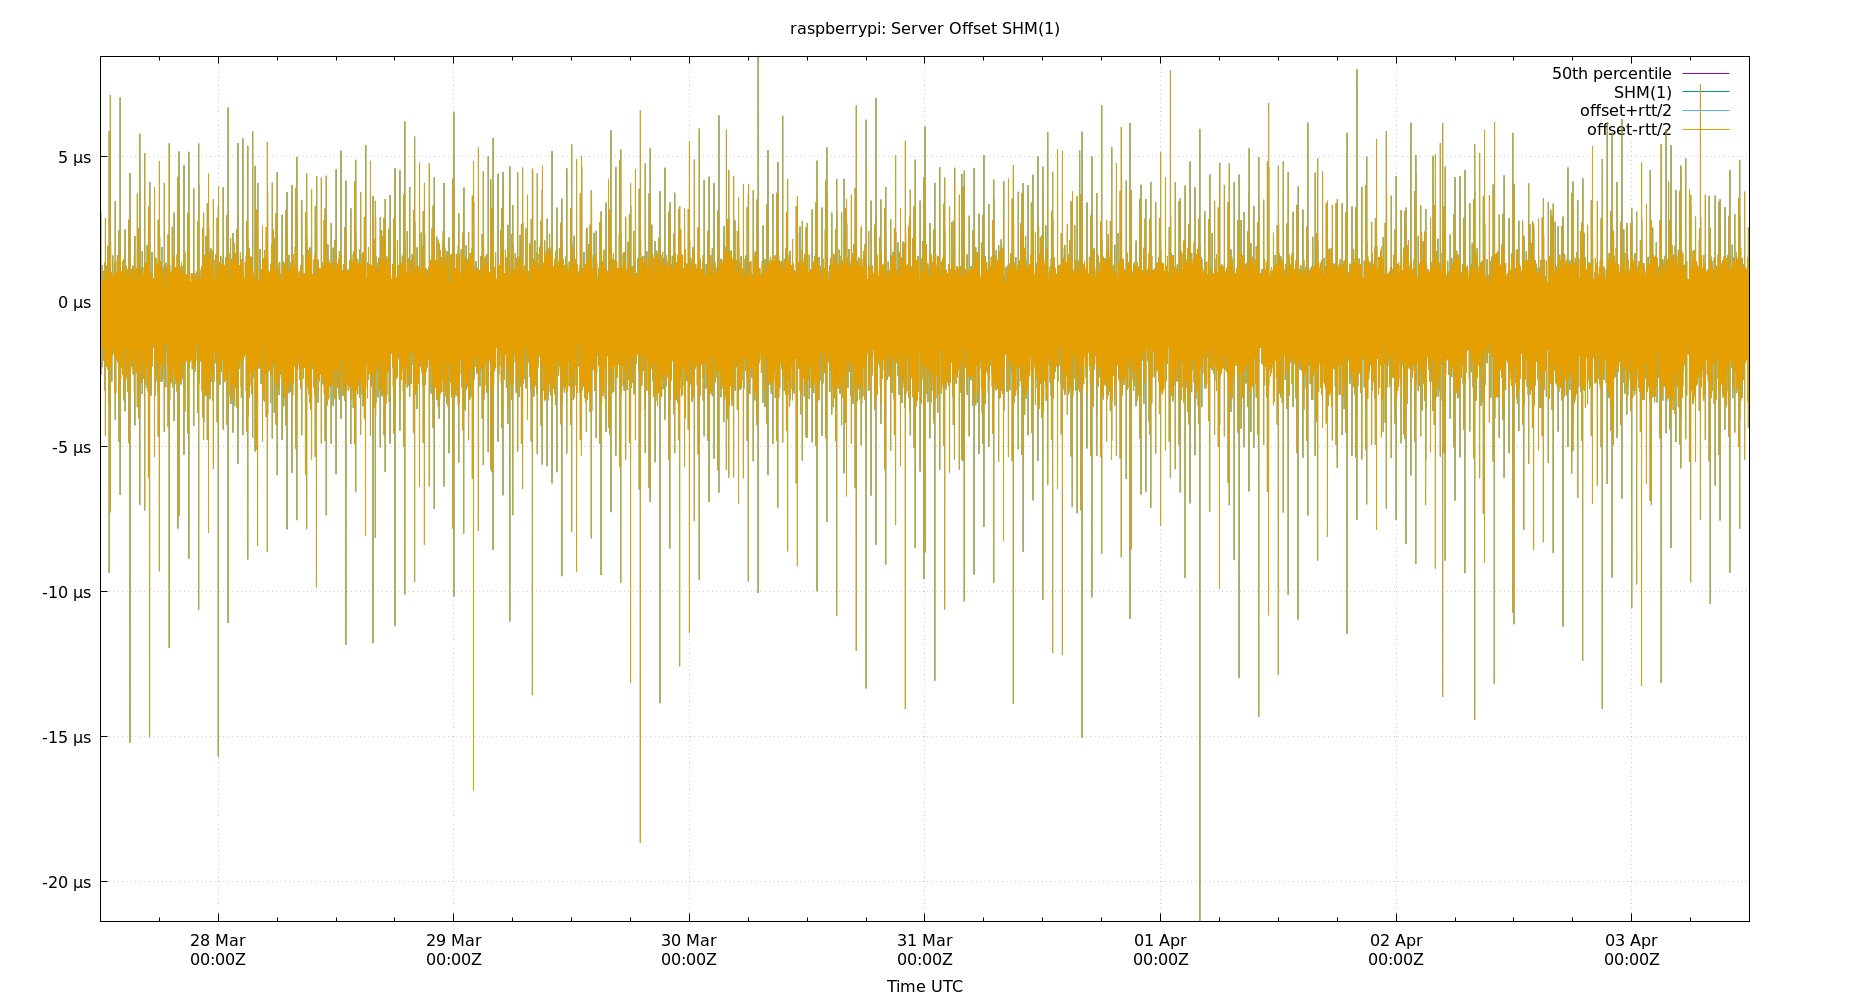 raspberrypi: Server Offset SHM(1)
50th percentile
SHM(1)
offset+rtt/2
offset-rtt/2
5 µs
0 µs
-5 µs
-10 µs
-15 µs
-20 µs
28 Mar 29 Mar 30 Mar 31 Mar 01 Apr 02 Apr 03 Apr
00:00Z 00:00Z 00:00Z 00:00Z 00:00Z 00:00Z 00:00Z
Time UTC